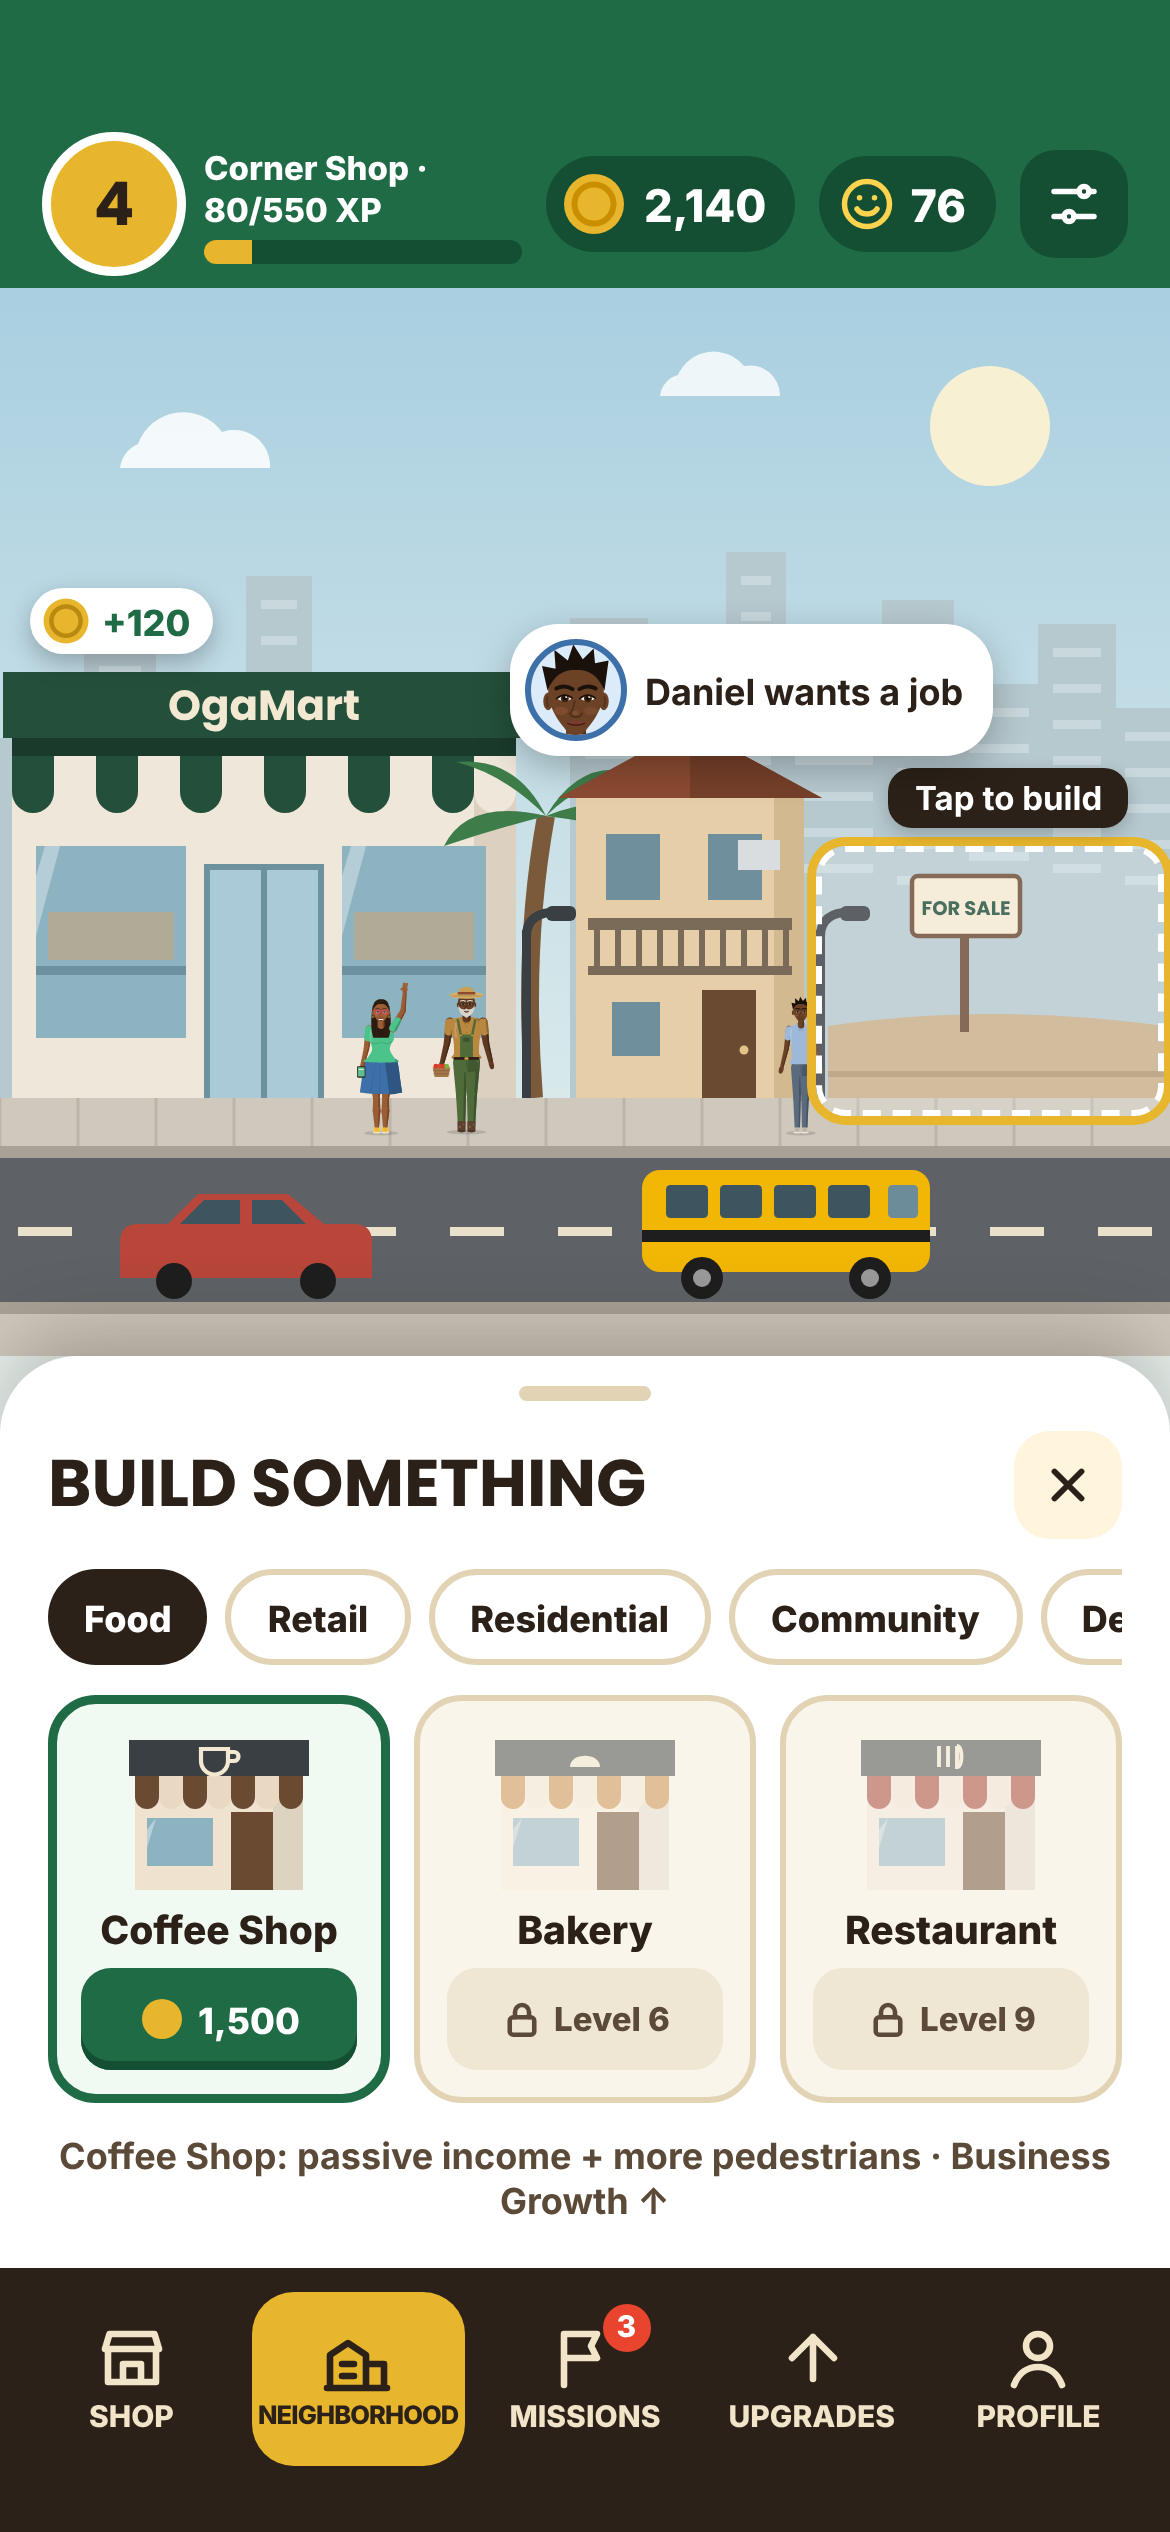 4
Corner Shop ·
80/550 XP
2,140
76
+120
OgaMart
Daniel wants a job
Tap to build
FOR SALE
BUILD SOMETHING
Food
Retail
Residential
Community
De
Coffee Shop
Bakery
Restaurant
1,500
Level 6
Level 9
Coffee Shop: passive income + more pedestrians · Business
Growth ↑
3
SHOP
NEIGHBORHOOD
MISSIONS
UPGRADES
PROFILE